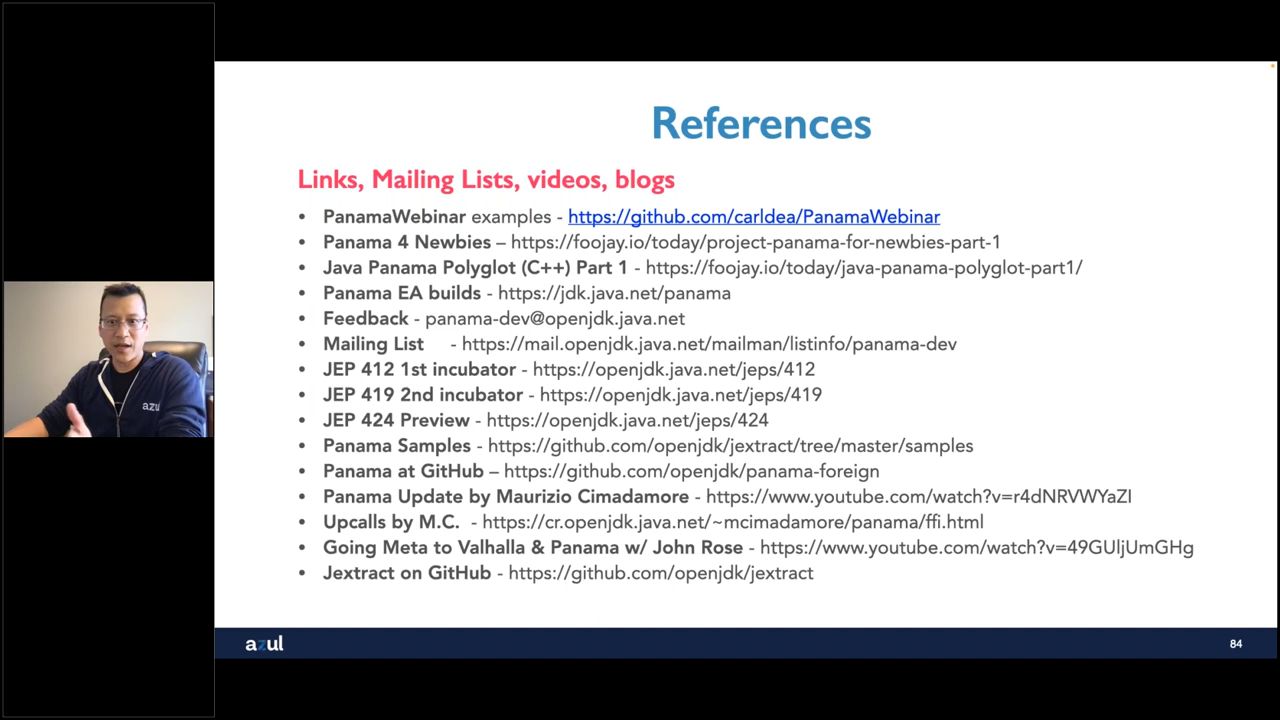 References
Links, Mailing Lists, videos, blogs
• PanamaWebinar examples - https://github.com/carldea/PanamaWebinar
• Panama 4 Newbies – https://foojay.io/today/project-panama-for-newbies-part-1
• Java Panama Polyglot (C++) Part 1 - https://foojay.io/today/java-panama-polyglot-part1/
• Panama EA builds - https://jdk.java.net/panama
• Feedback - panama-dev@openjdk.java.net
• Mailing List - https://mail.openjdk.java.net/mailman/listinfo/panama-dev
• JEP 412 1st incubator - https://openjdk.java.net/jeps/412
• JEP 419 2nd incubator - https://openjdk.java.net/jeps/419
• JEP 424 Preview - https://openjdk.java.net/jeps/424
• Panama Samples - https://github.com/openjdk/jextract/tree/master/samples
• Panama at GitHub – https://github.com/openjdk/panama-foreign
• Panama Update by Maurizio Cimadamore - https://www.youtube.com/watch?v=r4dNRVWYaZI
• Upcalls by M.C. - https://cr.openjdk.java.net/~mcimadamore/panama/ffi.html
• Going Meta to Valhalla & Panama w/ John Rose - https://www.youtube.com/watch?v=49GUljUmGHg
• Jextract on GitHub - https://github.com/openjdk/jextract
azul
azul
84